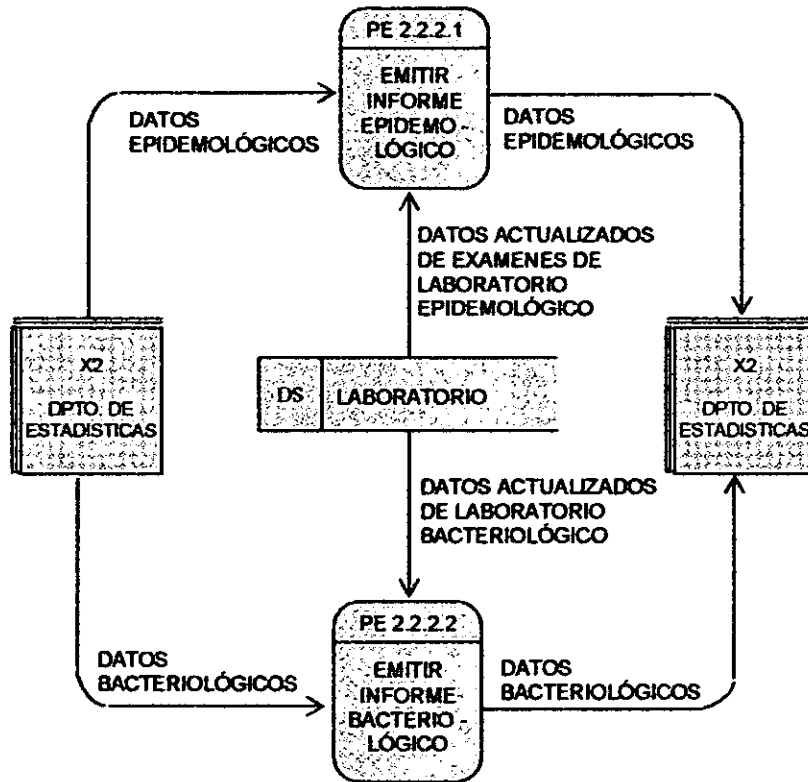 PE 2.2.2.1
EMITIR
INFORME
EPIDEMO -
LÓGICO
DATOS
EPIDEMOLÓGICOS
DATOS
EPIDEMOLÓGICOS
DATOS ACTUALIZADOS
DE EXAMENES DE
LABORATORIO
EPIDEMOLÓGICO
X2
DPTO. DE
ESTADISTICAS
DS
LABORATORIO
X2
DPTO. DE
ESTADISTICAS
DATOS ACTUALIZADOS
DE LABORATORIO
BACTERIOLÓGICO
PE 2.2.2.2
EMITIR
INFORME
BACTERIO -
LÓGICO
DATOS
BACTERIOLÓGICOS
DATOS
BACTERIOLÓGICOS